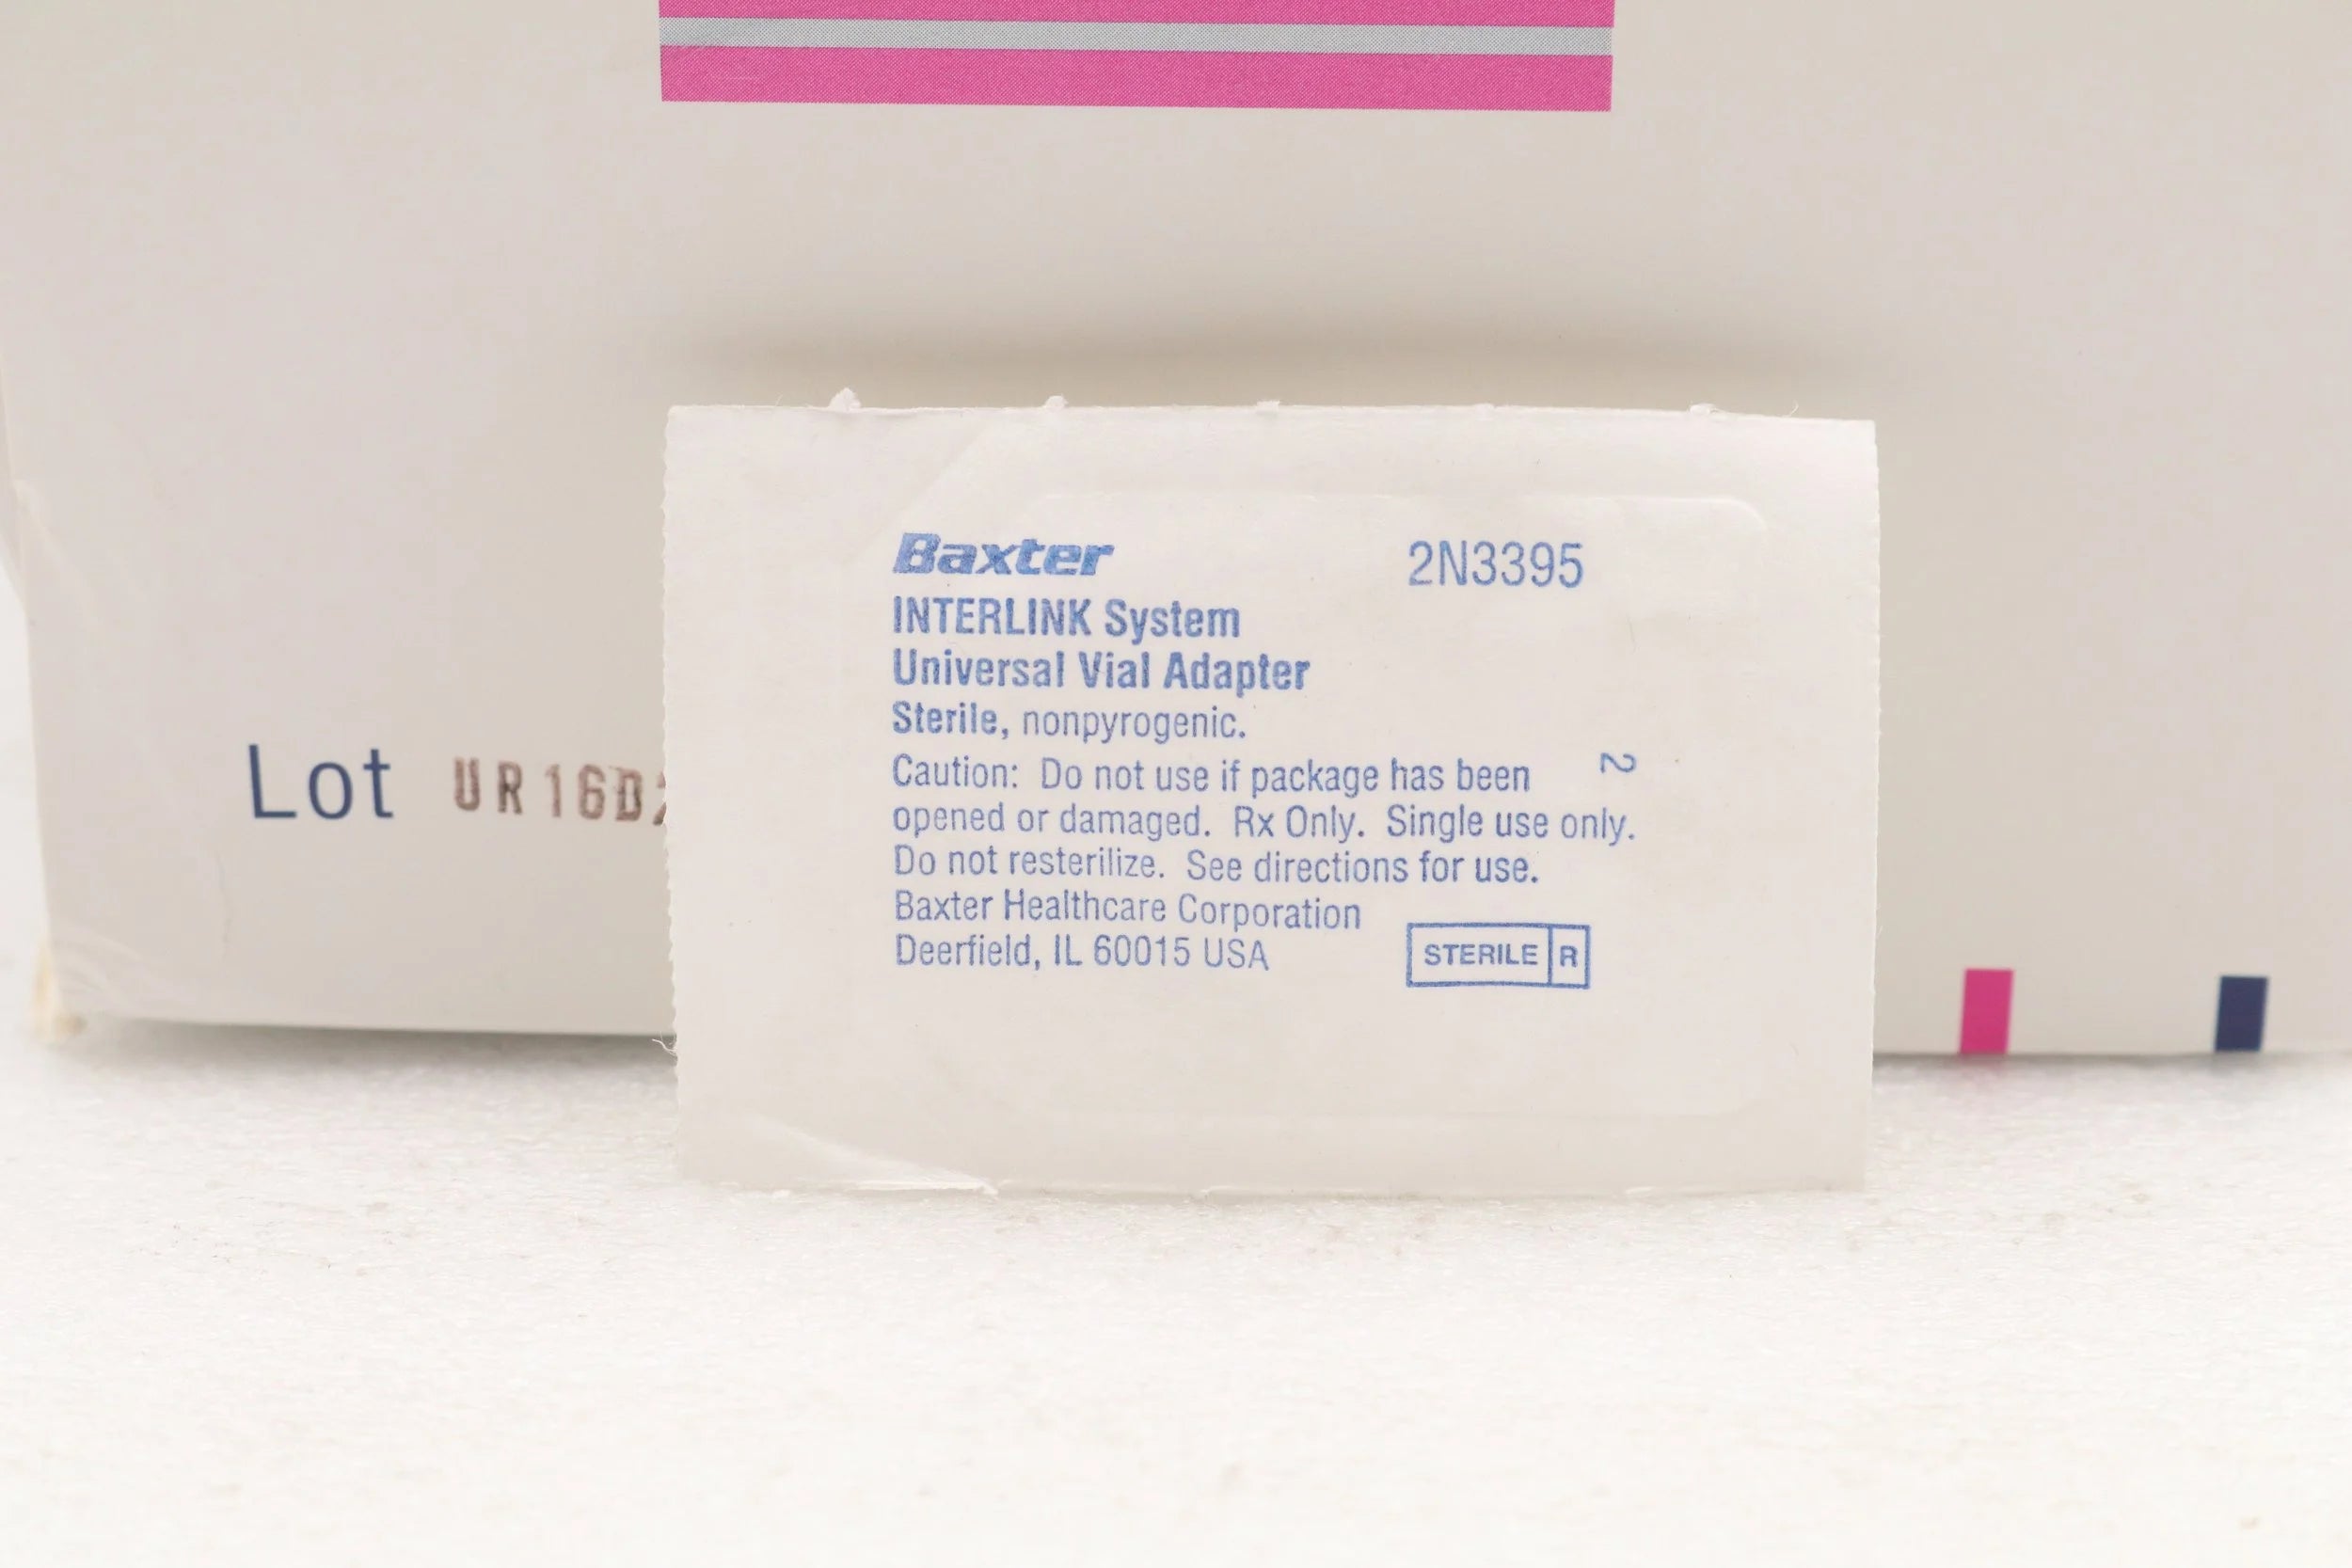 Baxter 2N3395
INTERLINK System
Universal Vial Adapter
Sterile, nonpyrogenic.
Caution: Do not use if package has been
2
opened or damaged. Rx Only. Single use only.
Do not resterilize. See directions for use.
Baxter Healthcare Corporation
Deerfield, IL 60015 USA
STERILE R
Lot UR16D